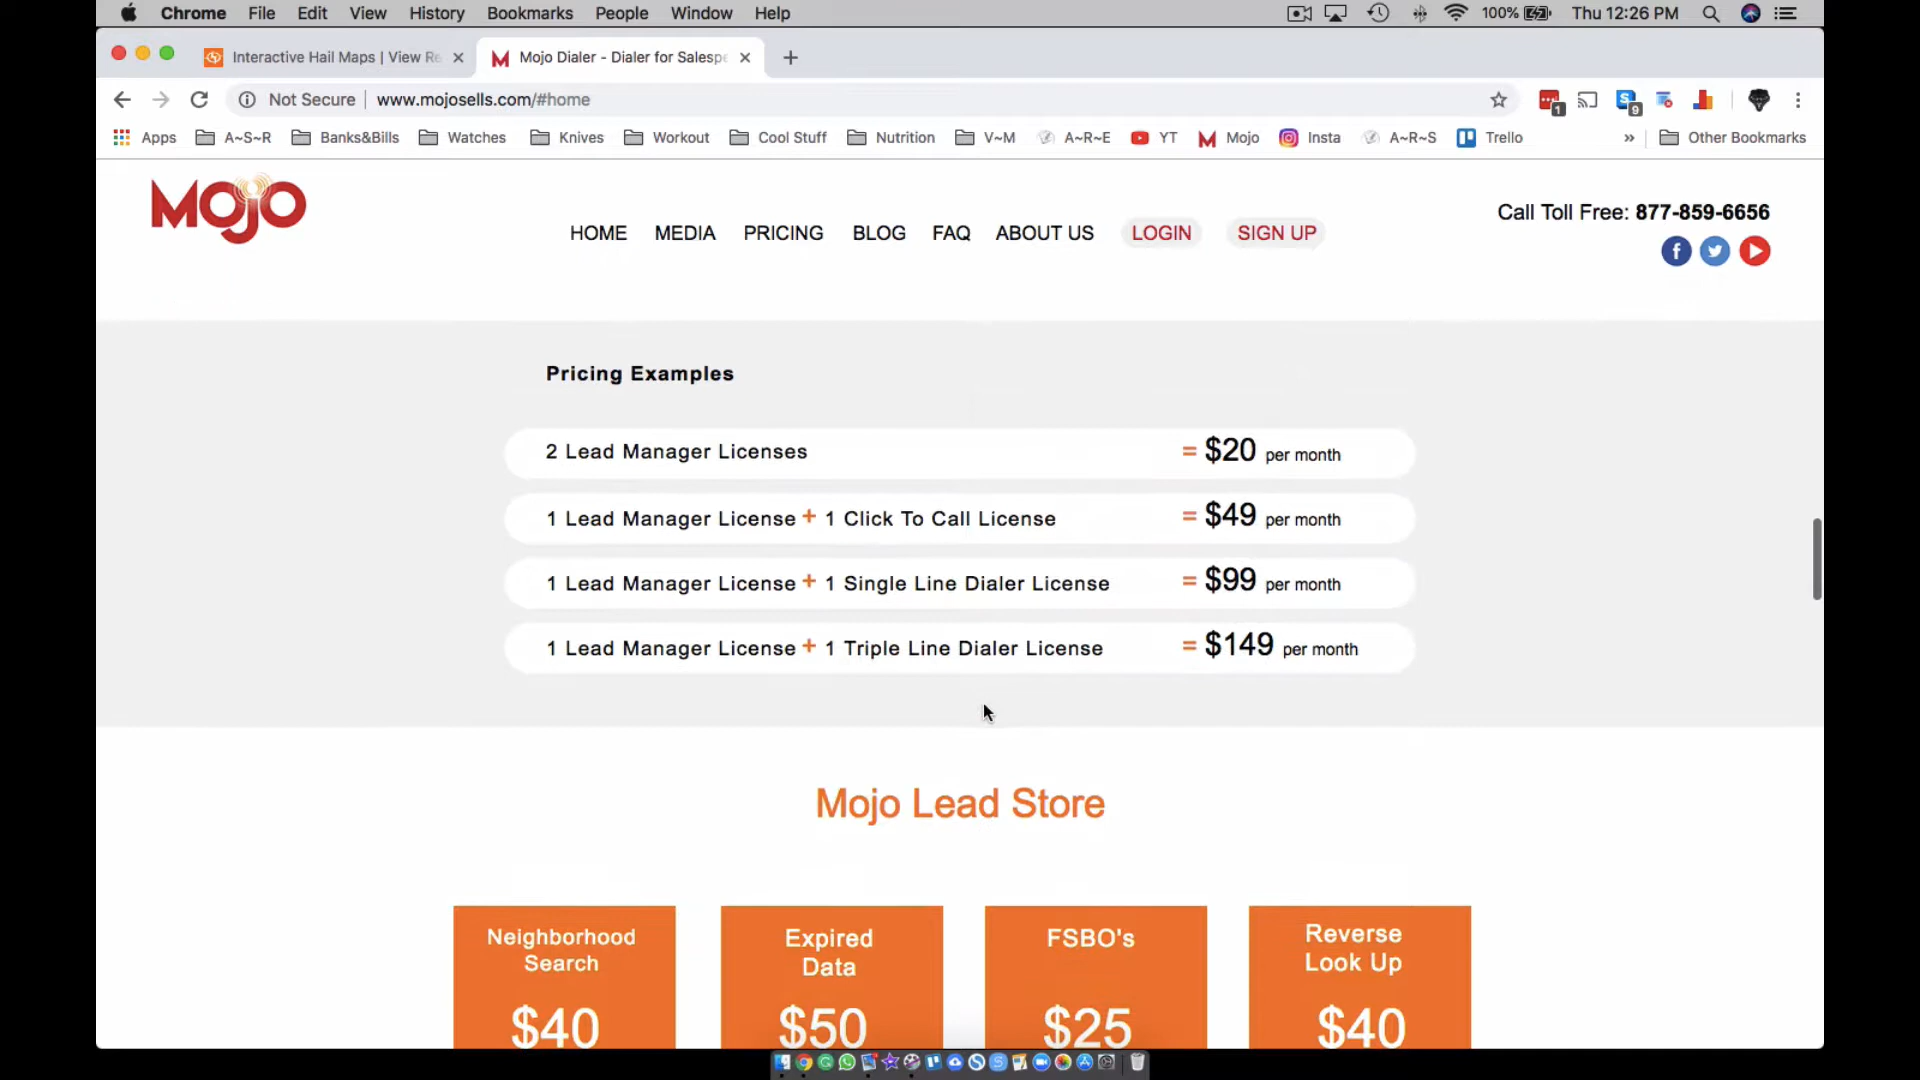 Chrome File Edit View History Bookmarks People Window Help 100% Thu 12:26 PM
Interactive Hail Maps | View Re Mojo Dialer - Dialer for Salespe
Not Secure www.mojosells.com/#home 1 9
Apps A~S~R Banks&Bills Watches Knives Workout Cool Stuff Nutrition V~M A~R~E YT Mojo Insta A~R~S Trello » Other Bookmarks
MOJO
HOME MEDIA PRICING BLOG FAQ ABOUT US LOGIN SIGN UP
Call Toll Free: 877-859-6656
Pricing Examples
2 Lead Manager Licenses = $20 per month
1 Lead Manager License + 1 Click To Call License = $49 per month
1 Lead Manager License + 1 Single Line Dialer License = $99 per month
1 Lead Manager License + 1 Triple Line Dialer License = $149 per month
Mojo Lead Store
Neighborhood
Search
$40
Expired
Data
$50
FSBO's
$25
Reverse
Look Up
$40